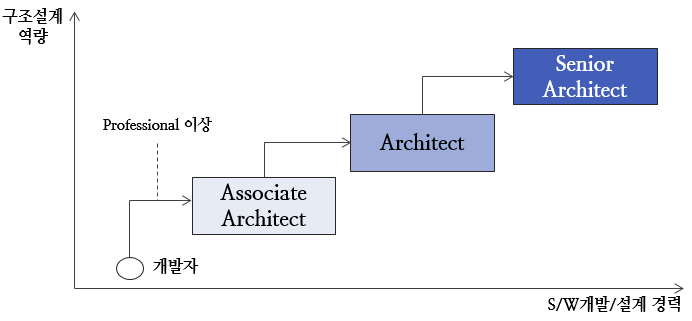 구조설계
역량
Senior
Architect
Professional 이상
Architect
Associate
Architect
개발자
S/W개발/설계 경력